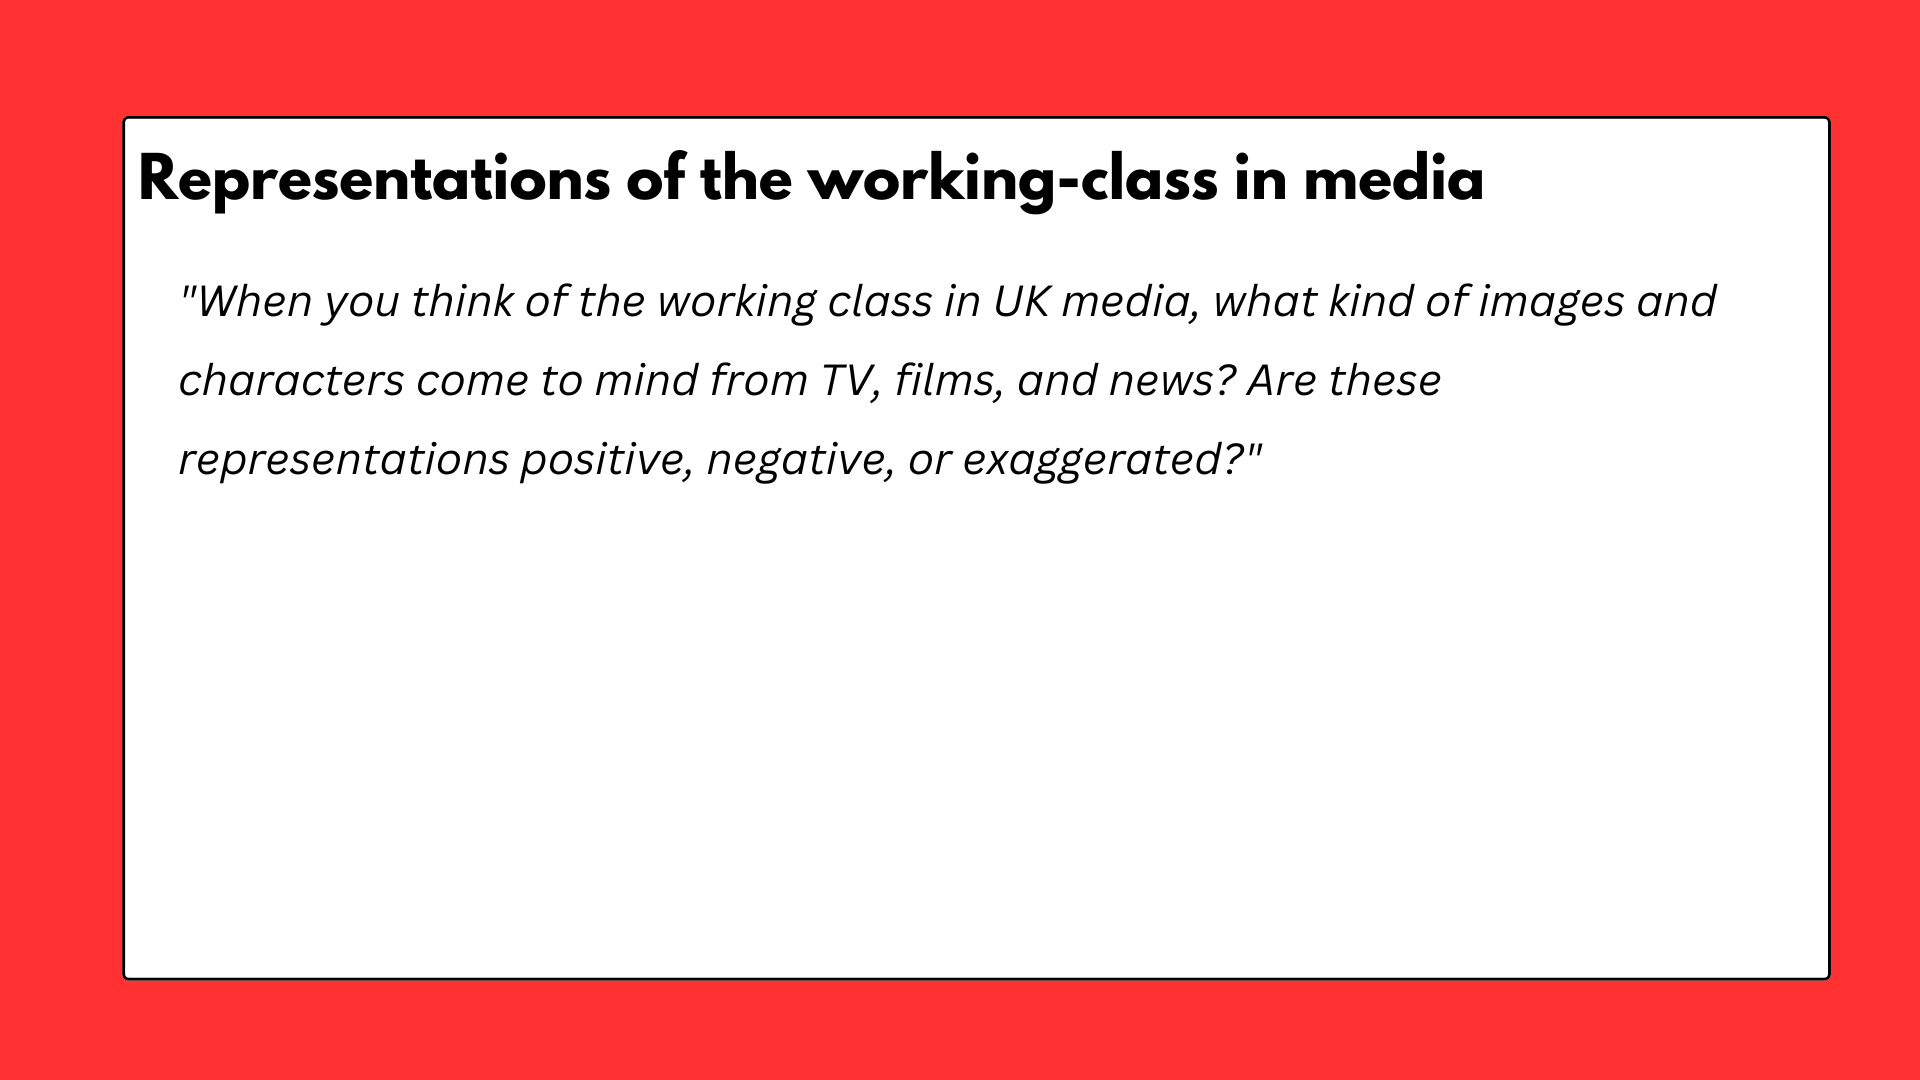 Representations of the working-class in media
"When you think of the working class in UK media, what kind of images and
characters come to mind from TV, films, and news? Are these
representations positive, negative, or exaggerated?"